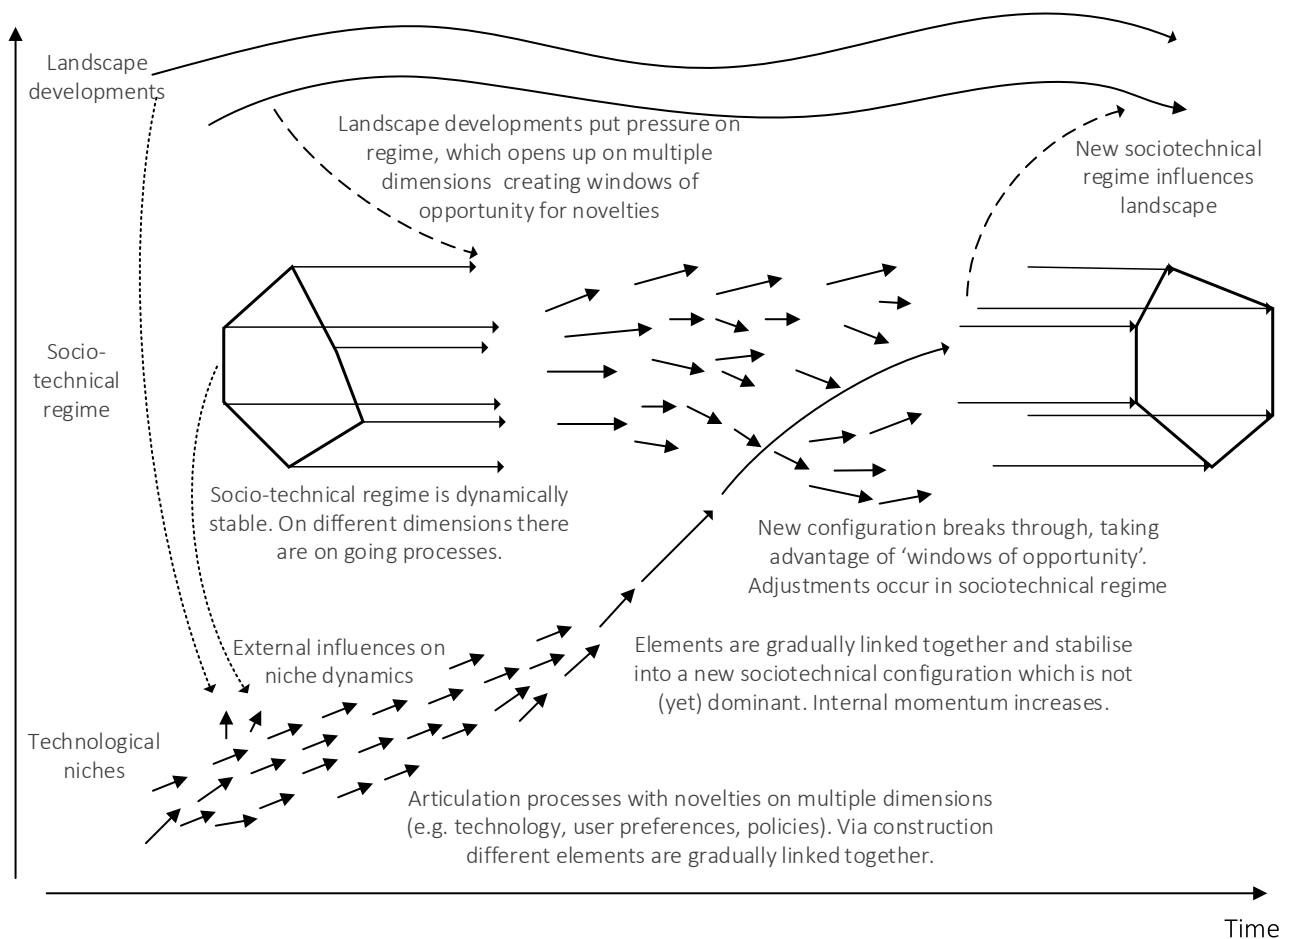 Landscape
developments
Landscape developments put pressure on
regime, which opens up on multiple
dimensions  creating windows of
opportunity for novelties
New sociotechnical
regime influences
landscape
Socio-
technical
regime
Socio-technical regime is dynamically
stable. On different dimensions there
are on going processes.
New configuration breaks through, taking
advantage of ‘windows of opportunity’.
Adjustments occur in sociotechnical regime
External influences on
niche dynamics
Elements are gradually linked together and stabilise
into a new sociotechnical configuration which is not
(yet) dominant. Internal momentum increases.
Technological
niches
Articulation processes with novelties on multiple dimensions
(e.g. technology, user preferences, policies). Via construction
different elements are gradually linked together.
Time